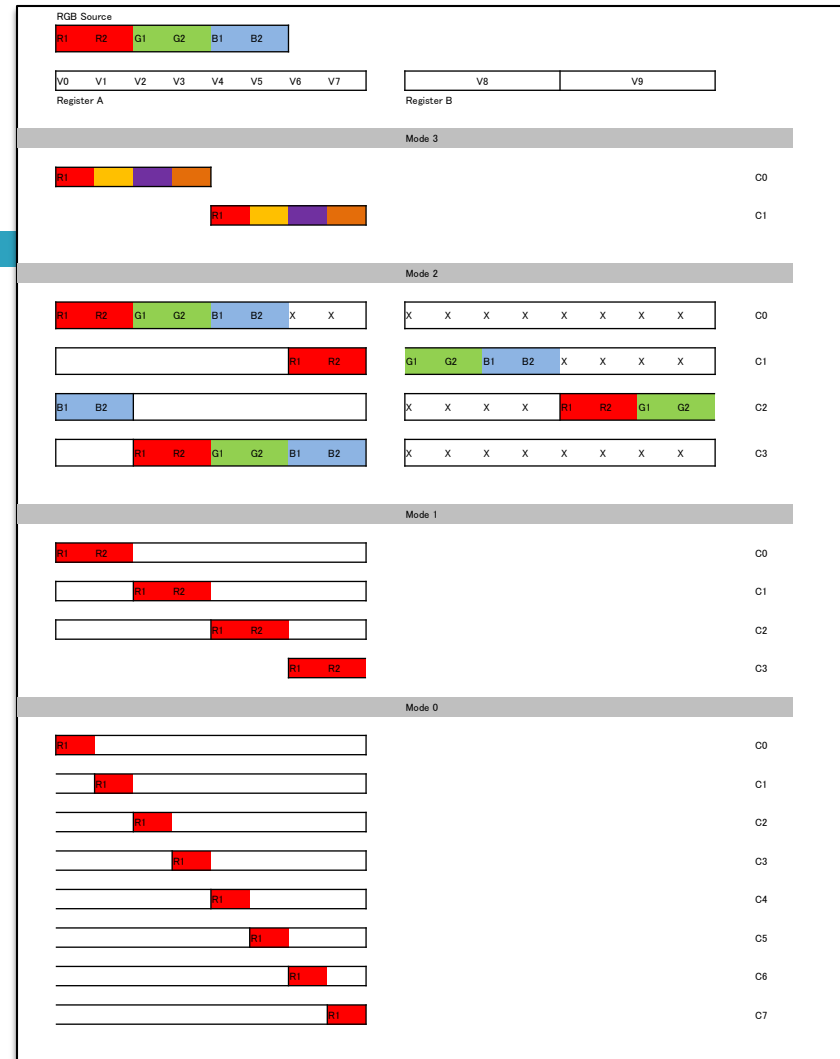 RGB Source
R1 R2 G1 G2 B1 B2
V0 V1 V2 V3 V4 V5 V6 V7 V8 V9
Register A Register B
Mode 3
R1 C0
R1 C1
Mode 2
R1 R2 G1 G2 B1 B2 X X X X X X X X X X C0
R1 R2 G1 G2 B1 B2 X X X X C1
B1 B2 X X X X R1 R2 G1 G2 C2
R1 R2 G1 G2 B1 B2 X X X X X X X X C3
Mode 1
R1 R2 C0
R1 R2 C1
R1 R2 C2
R1 R2 C3
Mode 0
R1 C0
R1 C1
R1 C2
R1 C3
R1 C4
R1 C5
R1 C6
R1 C7